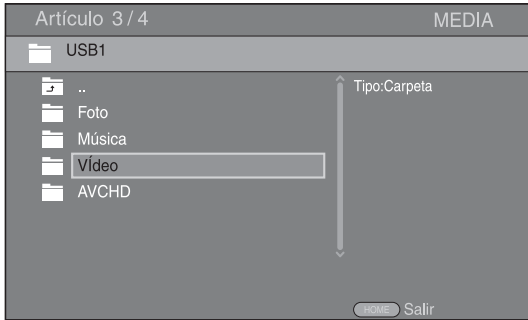 Artículo 3/4 MEDIA
USB1
..
Foto
Música
VÍdeo
AVCHD
Tipo:Carpeta
HOME Salir